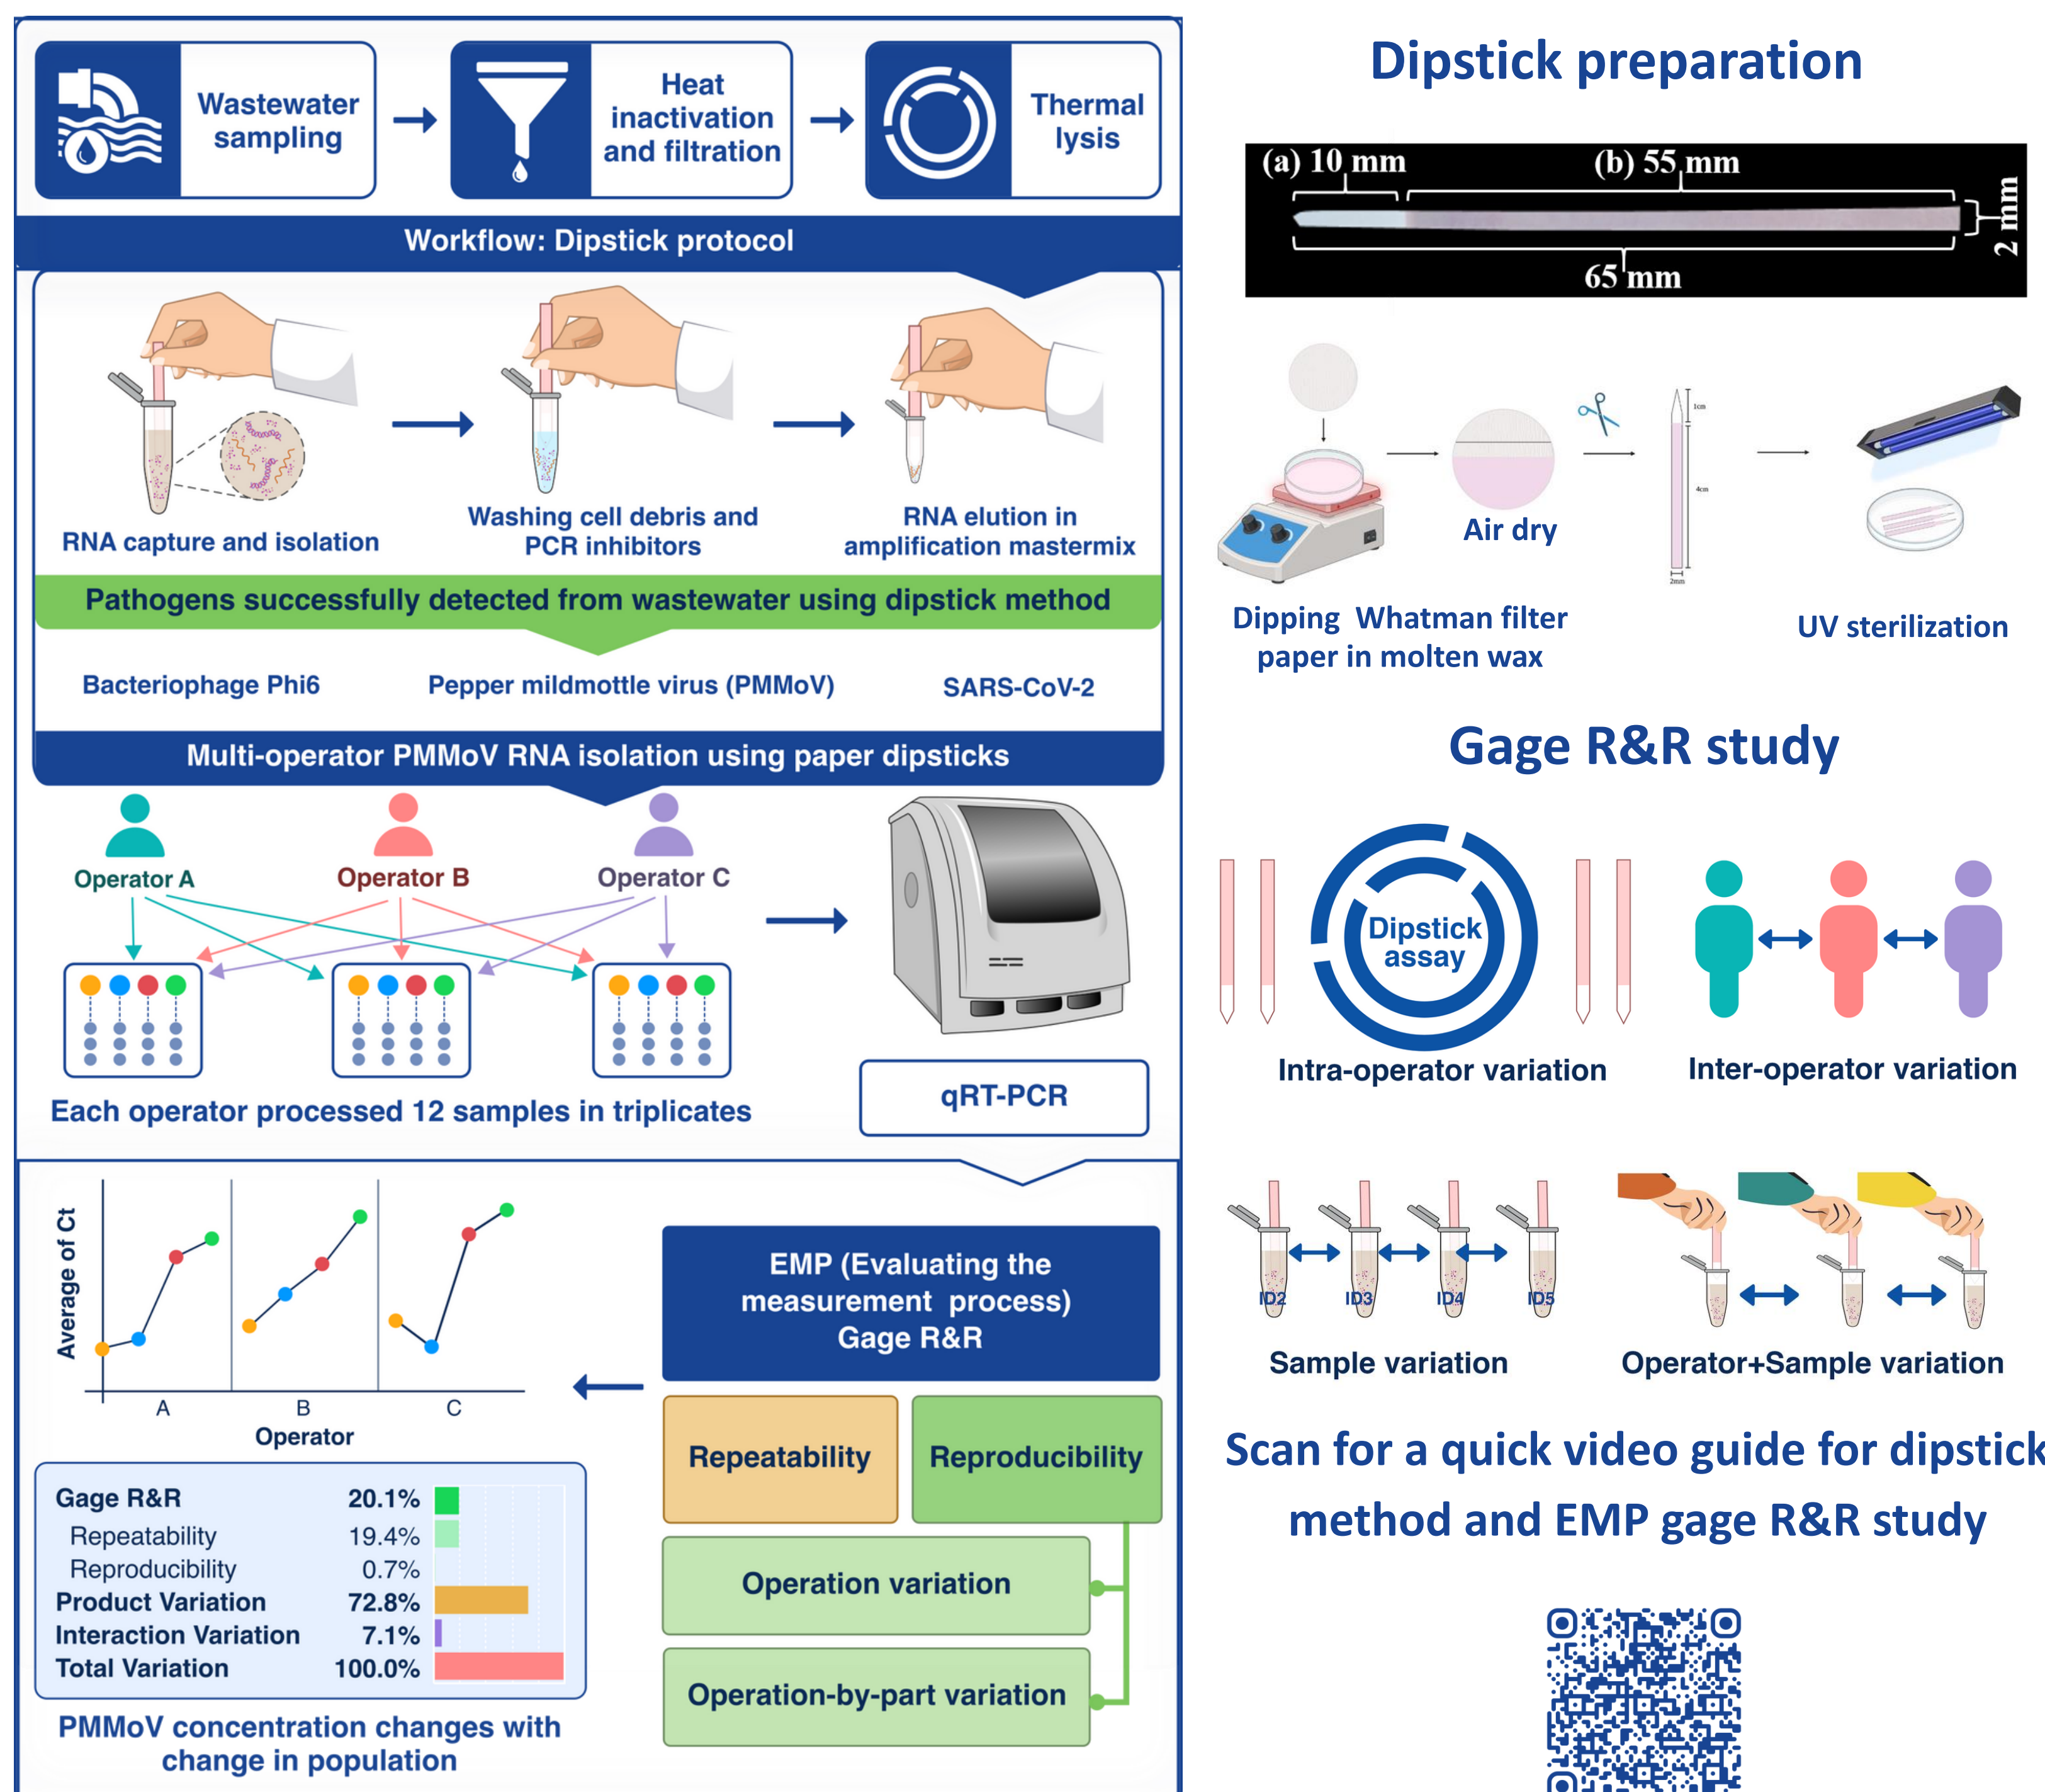 Wastewater
sampling
Heat
inactivation
and filtration
Thermal
lysis
Workflow: Dipstick protocol
RNA capture and isolation
Washing cell debris and
PCR inhibitors
RNA elution in
amplification mastermix
Pathogens successfully detected from wastewater using dipstick method
Bacteriophage Phi6
Pepper mildmottle virus (PMMoV)
SARS-CoV-2
Multi-operator PMMoV RNA isolation using paper dipsticks
Operator A
Operator B
Operator C
Each operator processed 12 samples in triplicates
qRT-PCR
Average of Ct
A
B
C
Operator
EMP (Evaluating the
measurement process)
Gage R&R
Repeatability
Reproducibility
Operation variation
Operation-by-part variation
Gage R&R 20.1%
Repeatability 19.4%
Reproducibility 0.7%
Product Variation 72.8%
Interaction Variation 7.1%
Total Variation 100.0%
PMMoV concentration changes with
change in population
Dipstick preparation
(a) 10 mm
(b) 55 mm
2 mm
65 mm
1cm
4cm
2mm
Air dry
Dipping Whatman filter
paper in molten wax
UV sterilization
Gage R&R study
Dipstick
assay
Intra-operator variation
Inter-operator variation
ID2
ID3
ID4
ID5
Sample variation
Operator+Sample variation
Scan for a quick video guide for dipstick
method and EMP gage R&R study